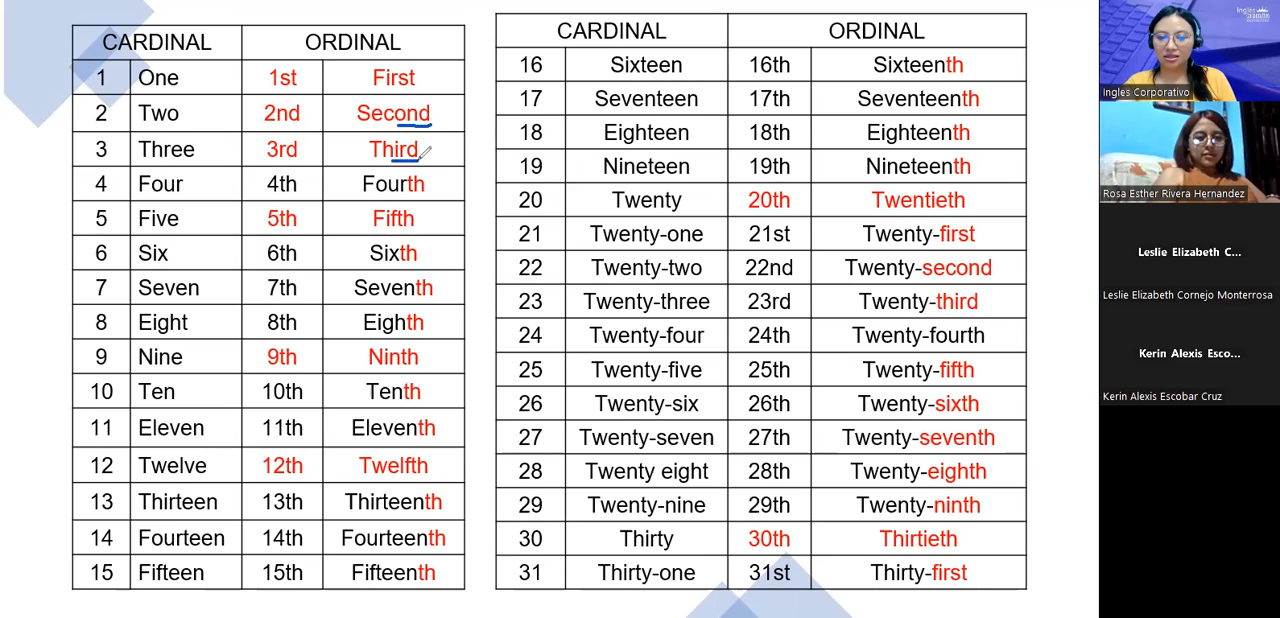 CARDINAL ORDINAL
1 One 1st First
2 Two 2nd Second
3 Three 3rd Third
4 Four 4th Fourth
5 Five 5th Fifth
6 Six 6th Sixth
7 Seven 7th Seventh
8 Eight 8th Eighth
9 Nine 9th Ninth
10 Ten 10th Tenth
11 Eleven 11th Eleventh
12 Twelve 12th Twelfth
13 Thirteen 13th Thirteenth
14 Fourteen 14th Fourteenth
15 Fifteen 15th Fifteenth
CARDINAL ORDINAL
16 Sixteen 16th Sixteenth
17 Seventeen 17th Seventeenth
18 Eighteen 18th Eighteenth
19 Nineteen 19th Nineteenth
20 Twenty 20th Twentieth
21 Twenty-one 21st Twenty-first
22 Twenty-two 22nd Twenty-second
23 Twenty-three 23rd Twenty-third
24 Twenty-four 24th Twenty-fourth
25 Twenty-five 25th Twenty-fifth
26 Twenty-six 26th Twenty-sixth
27 Twenty-seven 27th Twenty-seventh
28 Twenty eight 28th Twenty-eighth
29 Twenty-nine 29th Twenty-ninth
30 Thirty 30th Thirtieth
31 Thirty-one 31st Thirty-first
Ingles
Ingles Corporativo
Rosa Esther Rivera Hernandez
Leslie Elizabeth C...
Leslie Elizabeth Cornejo Monterrosa
Kerin Alexis Esco...
Kerin Alexis Escobar Cruz